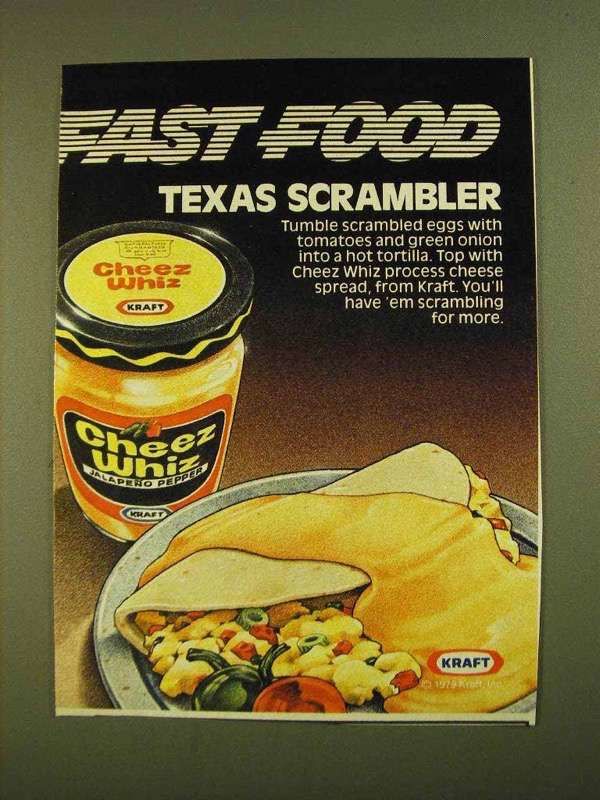 FAST FOOD
TEXAS SCRAMBLER
Tumble scrambled eggs with
tomatoes and green onion
into a hot tortilla. Top with
Cheez Whiz process cheese
spread, from Kraft. You'll
have 'em scrambling
for more.
Cheez
Whiz
KRAFT
Cheez
Whiz
JALAPEÑO PEPPER
KRAFT
KRAFT
© 1979 Kraft, Inc.